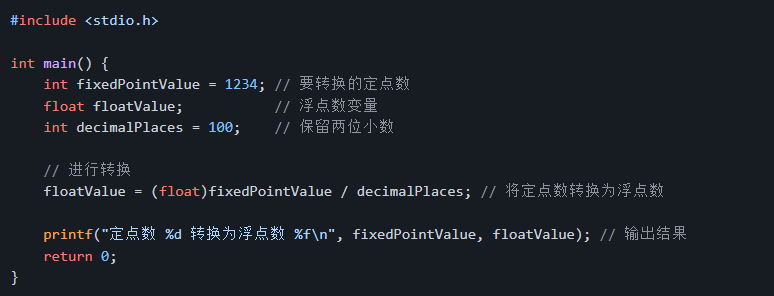 #include <stdio.h>
int main() {
int fixedPointValue = 1234; // 要转换的定点数
float floatValue; // 浮点数变量
int decimalPlaces = 100; // 保留两位小数
// 进行转换
floatValue = (float)fixedPointValue / decimalPlaces; // 将定点数转换为浮点数
printf("定点数 %d 转换为浮点数 %f\n", fixedPointValue, floatValue); // 输出结果
return 0;
}